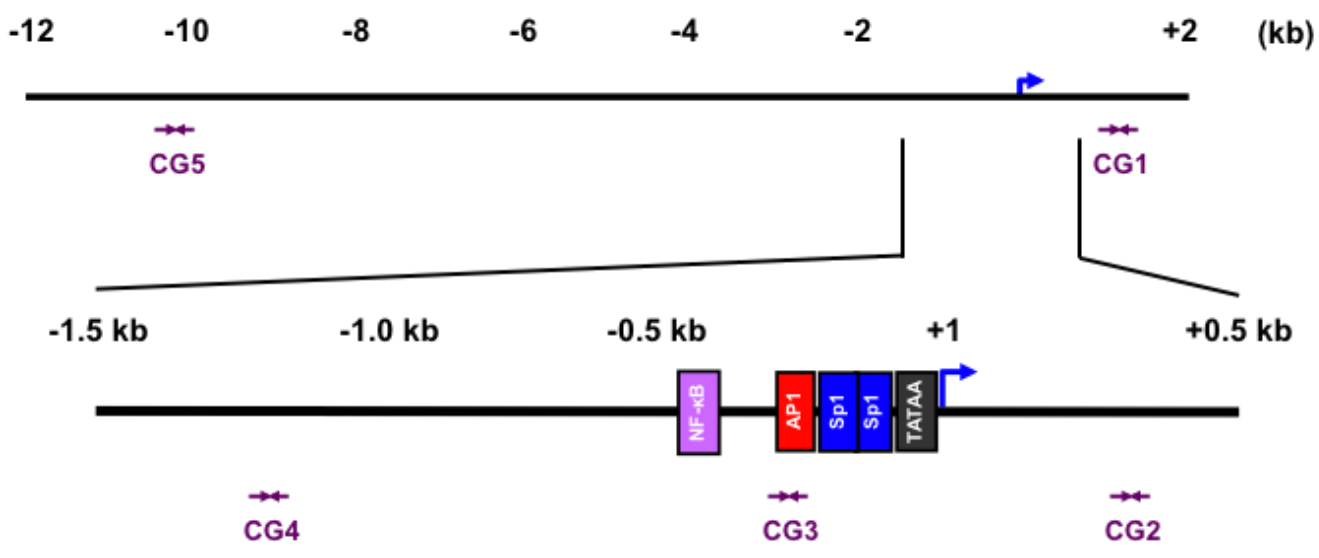 -12 -10 -8 -6 -4 -2 +2 (kb)
CG5 CG1
-1.5 kb -1.0 kb -0.5 kb +1 +0.5 kb
NF-κB AP1 Sp1 Sp1 TATAA
CG4 CG3 CG2